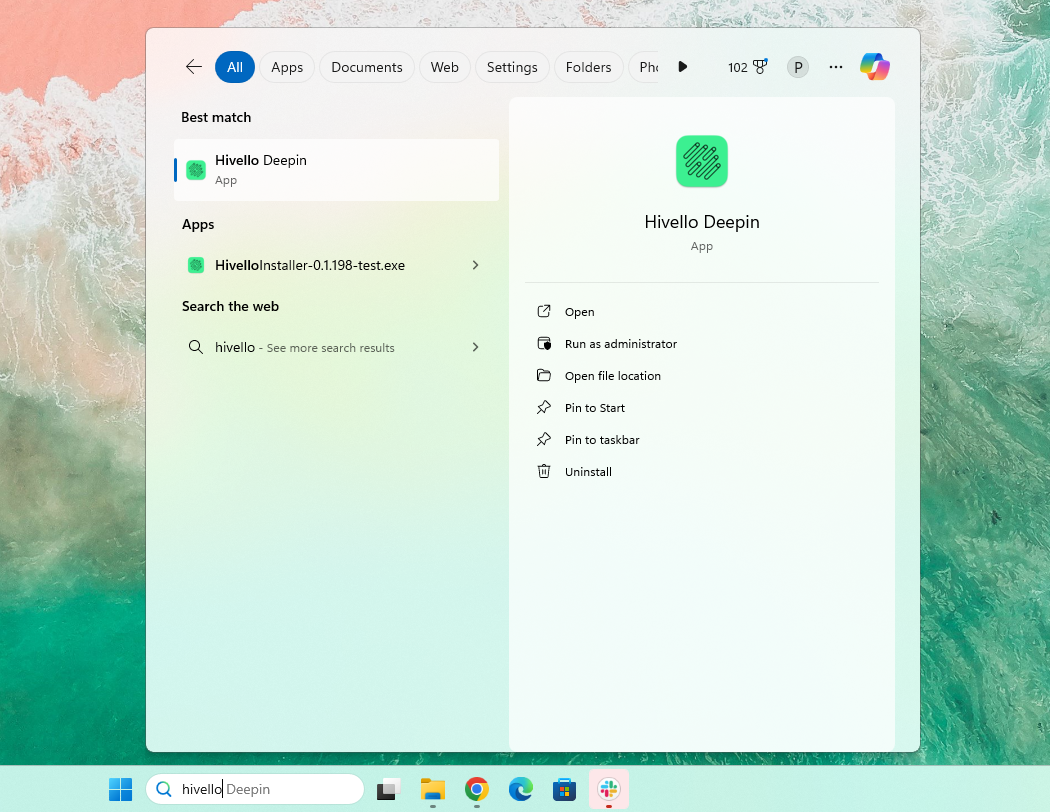 All
Apps
Documents
Web
Settings
Folders
Pho
102
P
Best match
Hivello Deepin
App
Apps
HivelloInstaller-0.1.198-test.exe
Search the web
hivello - See more search results
Hivello Deepin
App
Open
Run as administrator
Open file location
Pin to Start
Pin to taskbar
Uninstall
hivello Deepin